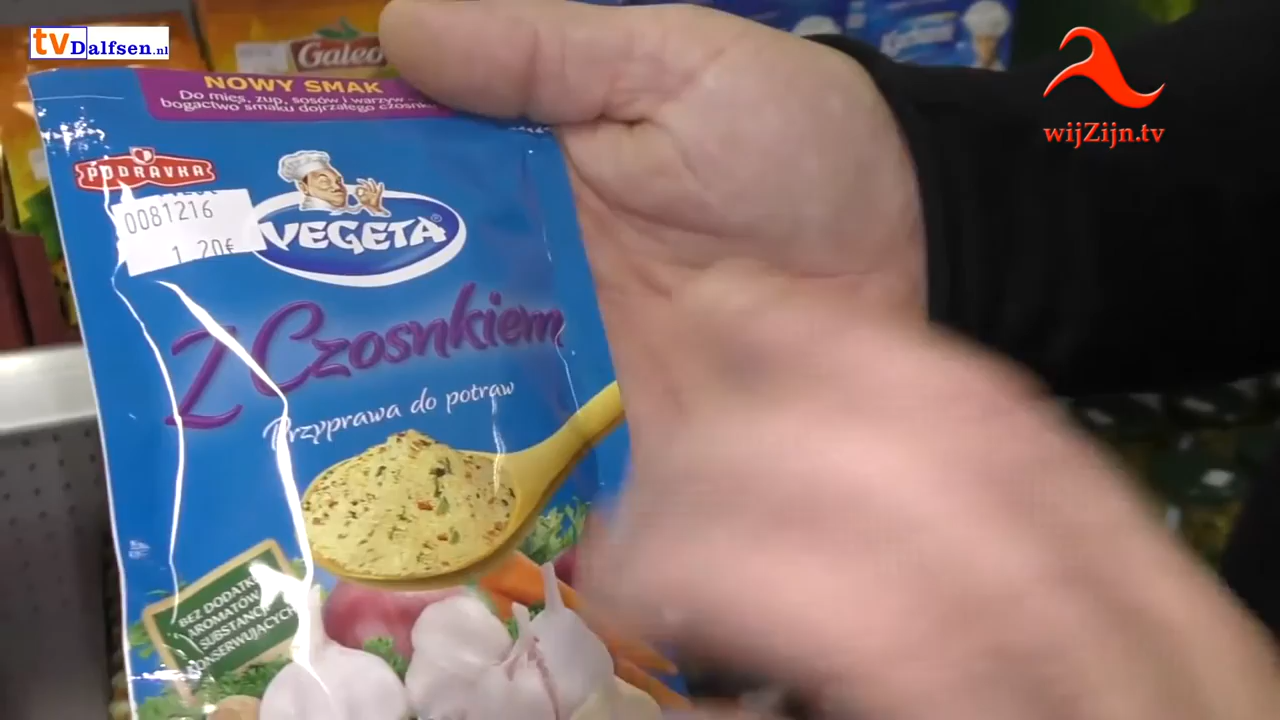 tvDalfsen.nl
wijZijn.tv
Galeo
NOWY SMAK
Do mięs, zup, sosów i warzyw
bogactwo smaku dojrzałego
PODRAVKA
0081216
1,20€
VEGETA®
Z Czosnkiem
Przyprawa do potraw
BEZ DODATKU
AROMATÓW
SUBSTANCJI
KONSERWUJĄCYCH